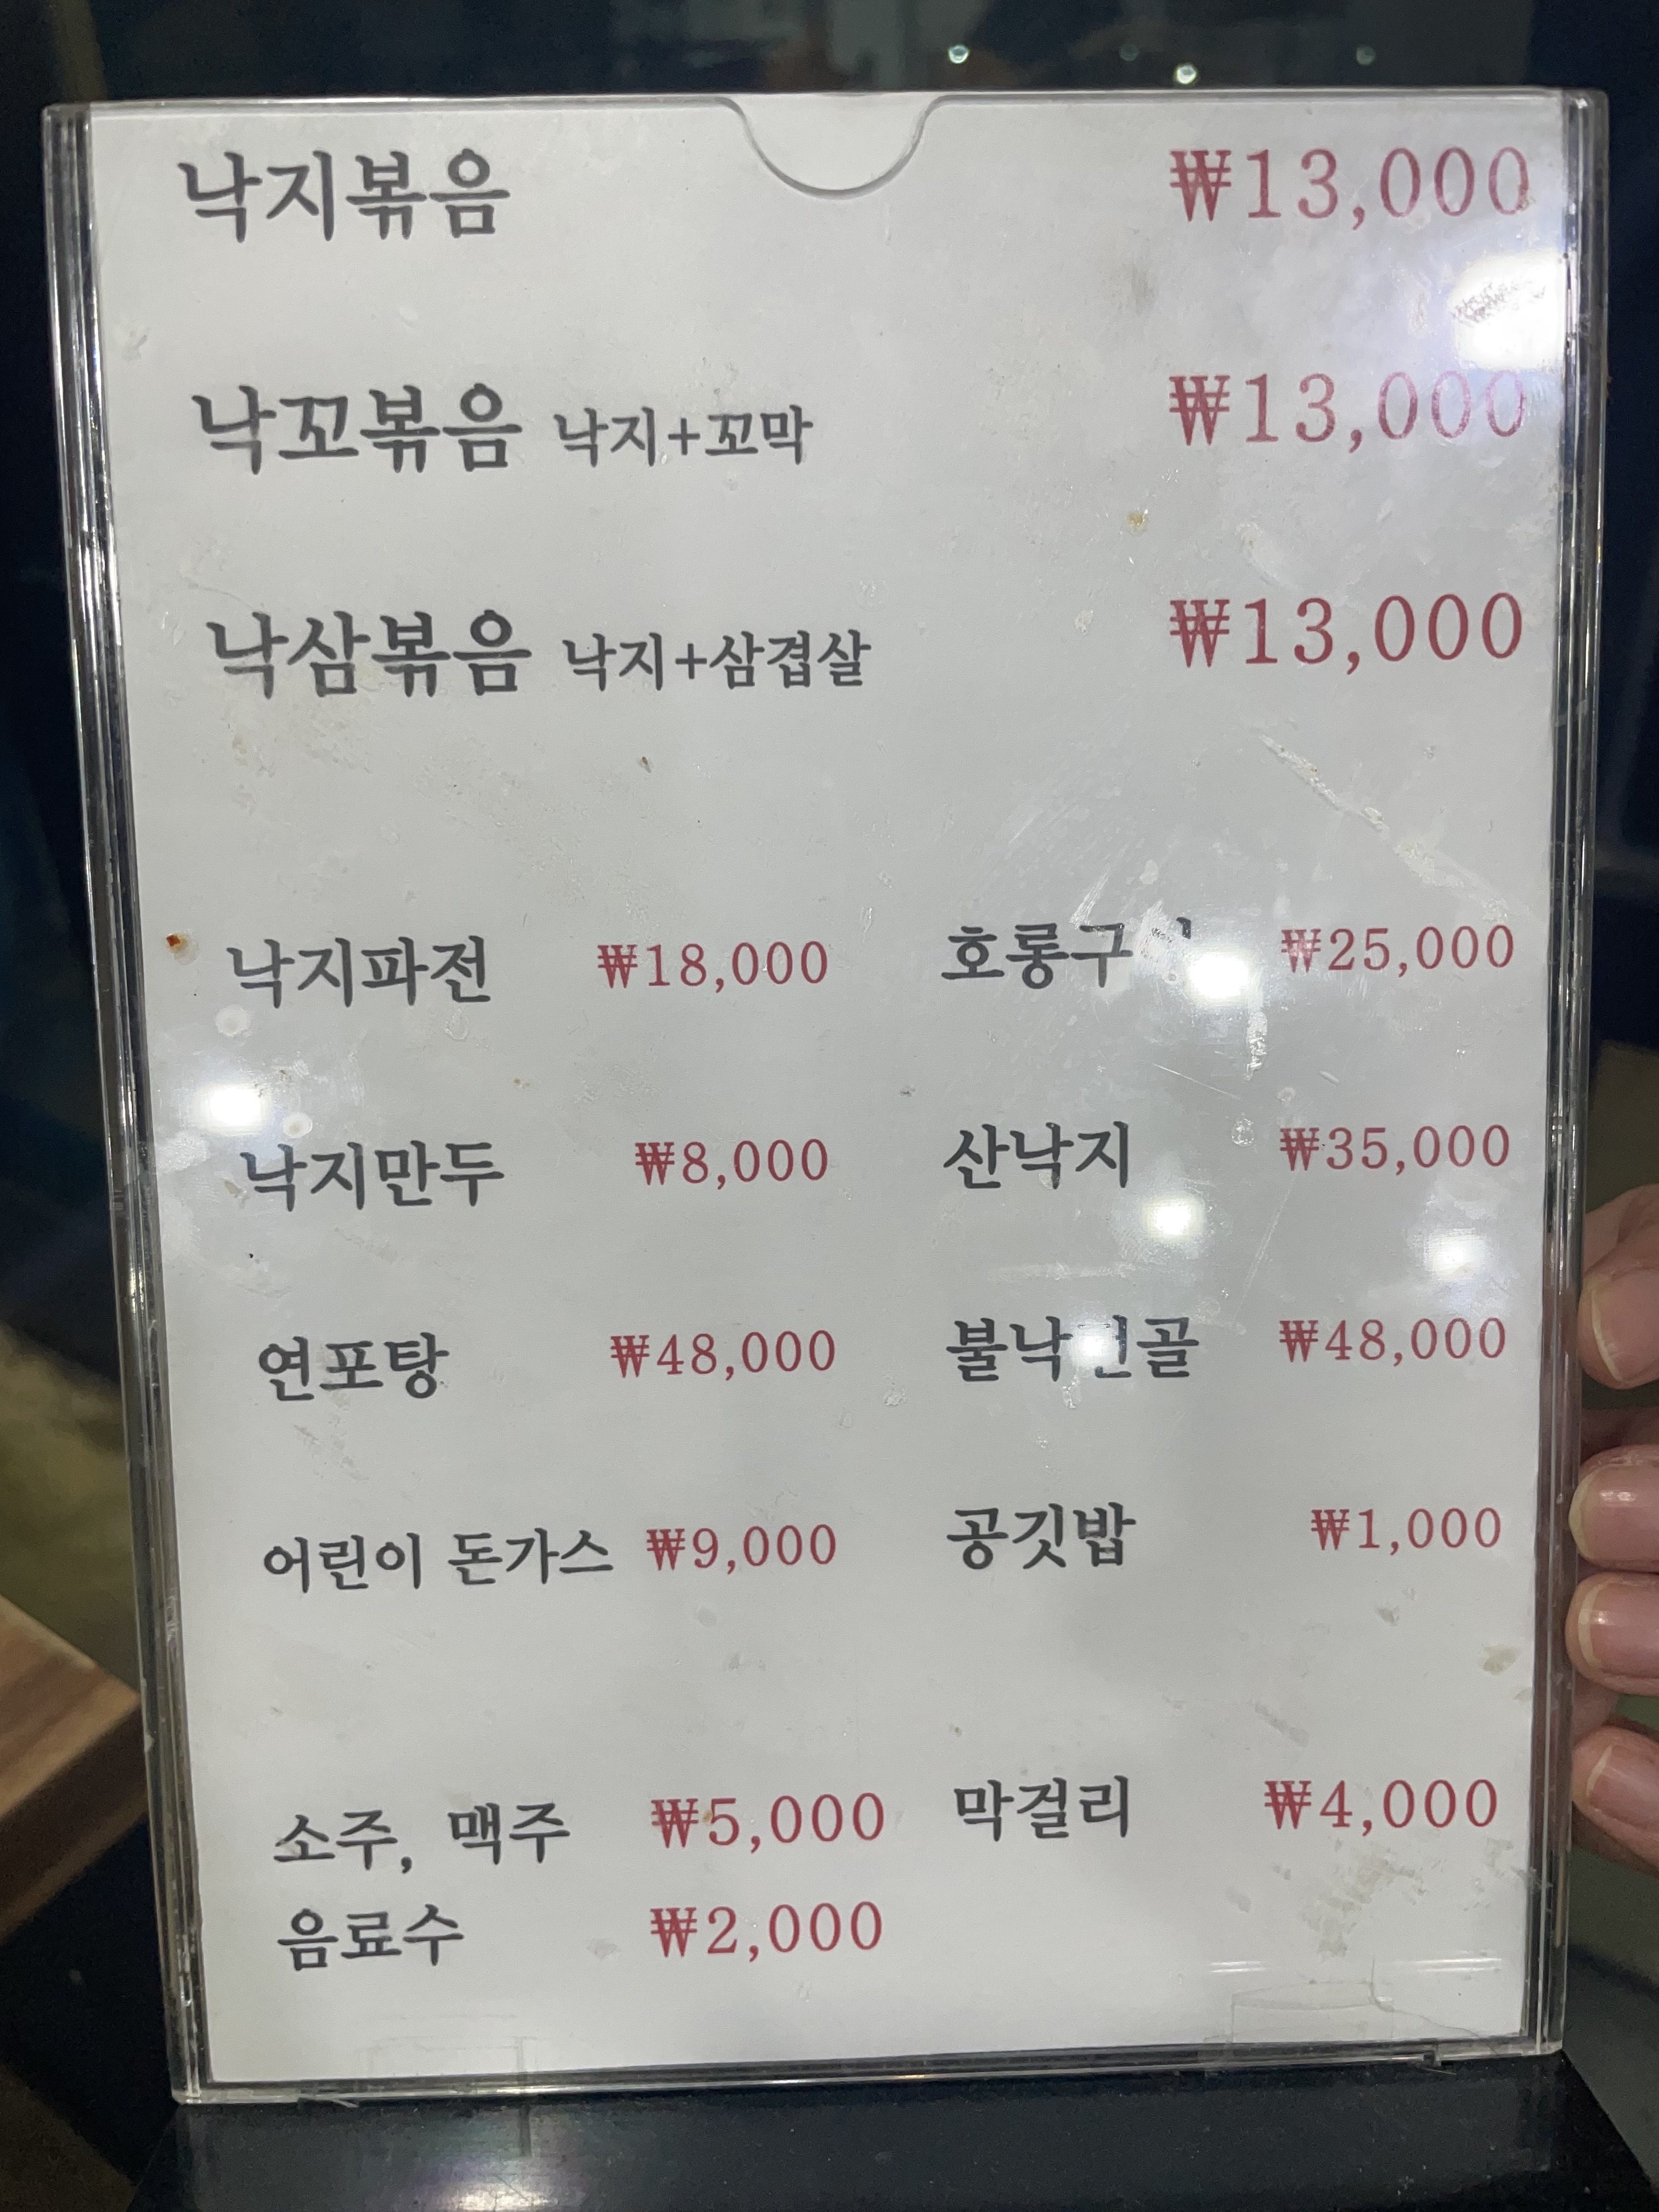 낙지볶음 ₩13,000
낙꼬볶음 낙지+꼬막 ₩13,000
낙삼볶음 낙지+삼겹살 ₩13,000
낙지파전 ₩18,000 ₩25,000
낙지만두 ₩8,000 산낙지 ₩35,000
연포탕 ₩48,000 ₩48,000
어린이 돈가스 ₩9,000 공깃밥 ₩1,000
소주, 맥주 ₩5,000 막걸리 ₩4,000
음료수 ₩2,000